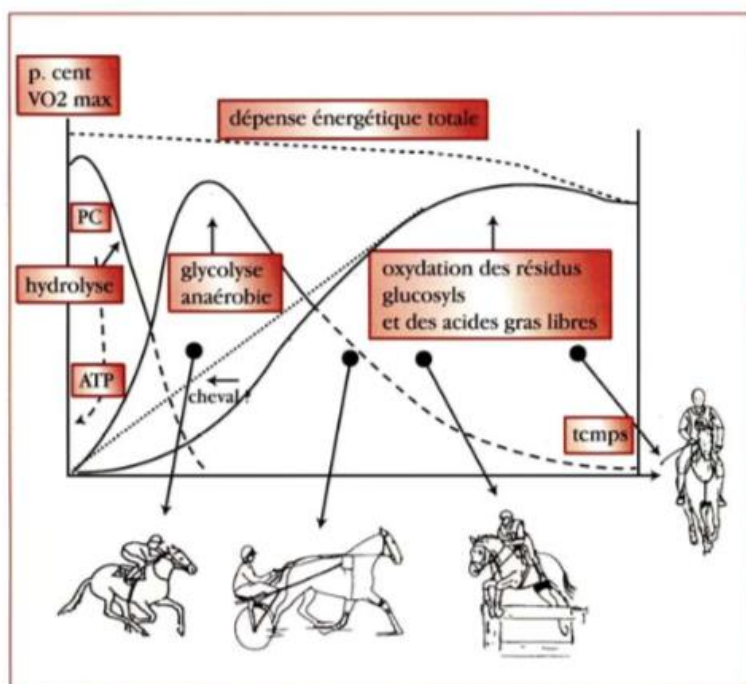 p. cent
VO2 max
dépense énergétique totale
PC
hydrolyse
glycolyse
anaérobie
oxydation des résidus
glucosyls
et des acides gras libres
ATP
cheval ?
temps